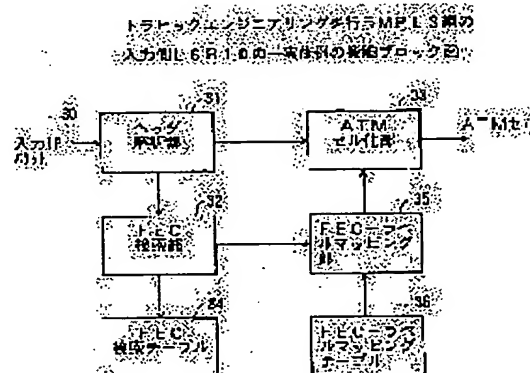 トラヒックエンジニアリングを行うMPLS網の
入力側LSR10の一実施例の機能ブロック図
31
33
30
入力IP
パケット
ヘッダ
解析部
ATM
セル化部
ATMセル
32
35
FEC
検索部
FEC-ラベ
ルマッピング
部
34
36
FEC
検索テーブル
FEC-ラベ
ルマッピング
テーブル